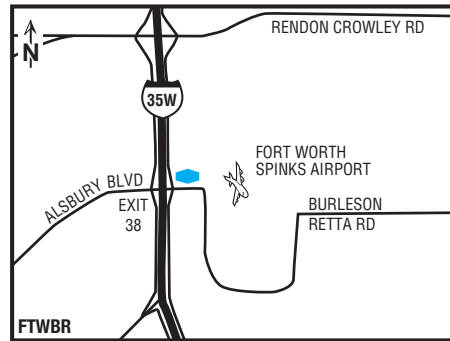 RENDON CROWLEY RD
N
35W
FORT WORTH
SPINKS AIRPORT
ALSBURY BLVD
EXIT
38
BURLESON
RETTA RD
FTWBR